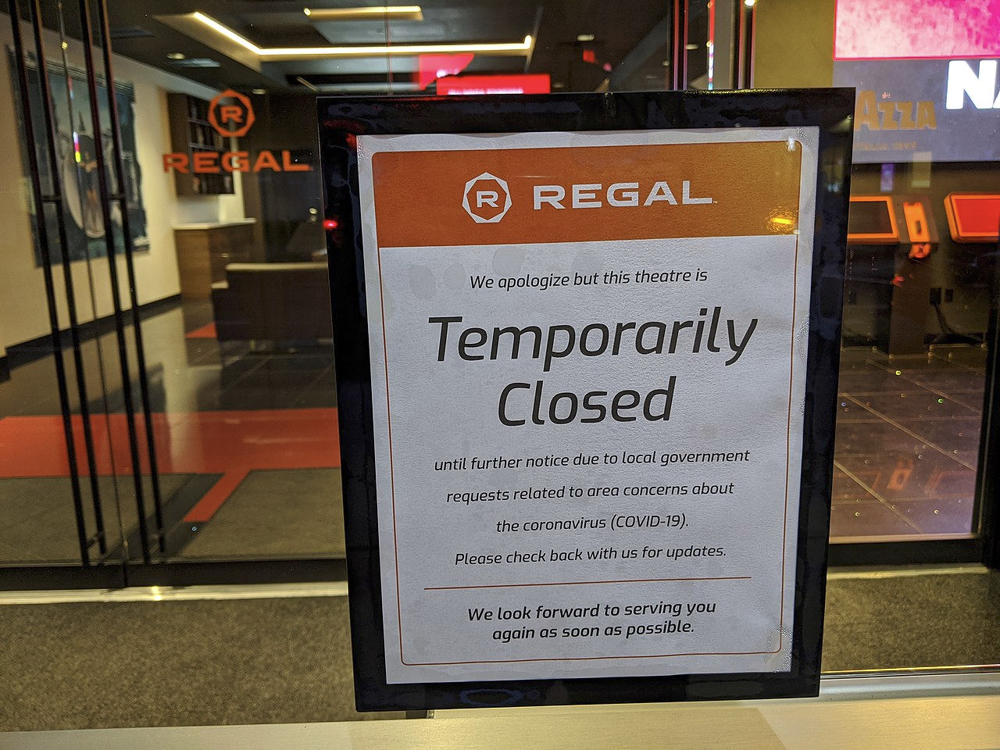 REGAL
R REGAL
We apologize but this theatre is
Temporarily
Closed
until further notice due to local government
requests related to area concerns about
the coronavirus (COVID-19).
Please check back with us for updates.
We look forward to serving you
again as soon as possible.
R
AZZA
NA